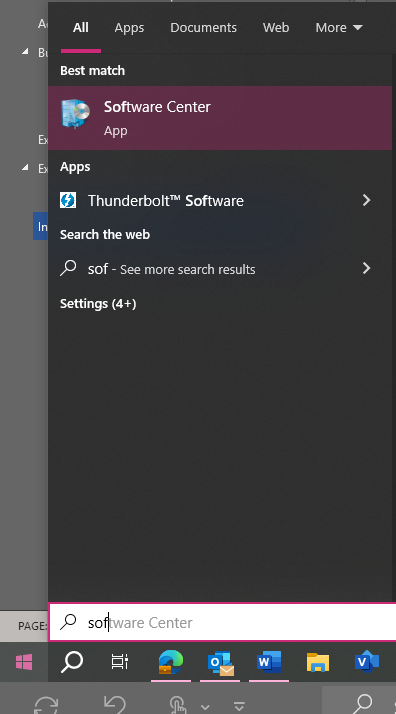 All Apps Documents Web More
Best match
Software Center
App
Apps
Thunderbolt™ Software
Search the web
sof - See more search results
Settings (4+)
PAGE:
software Center